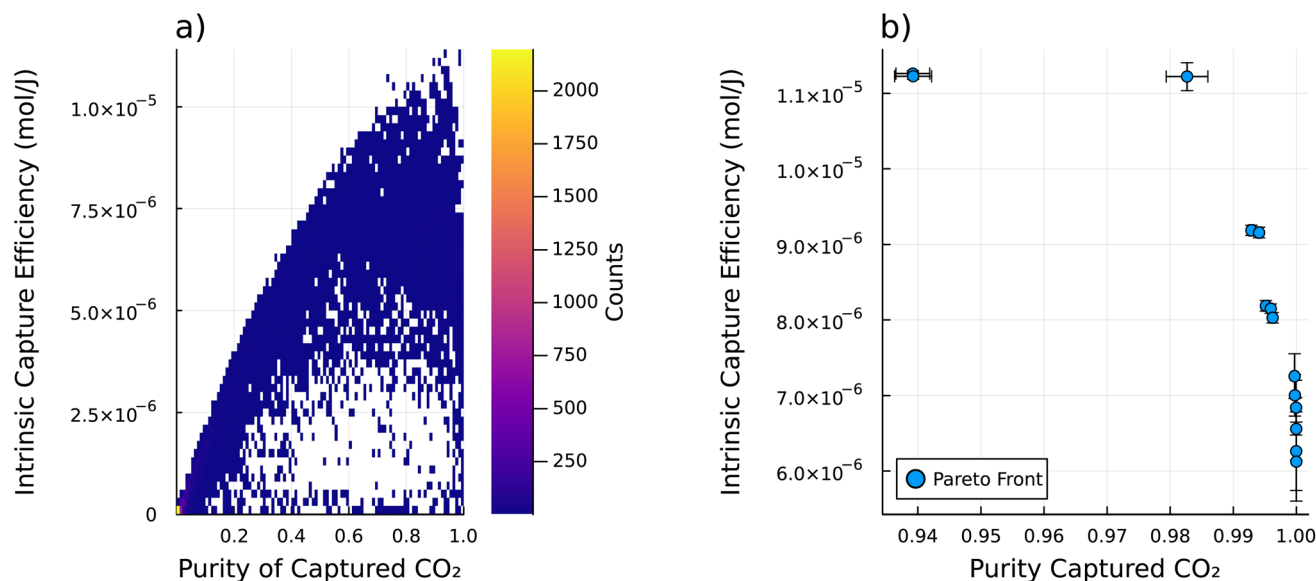 a)
Intrinsic Capture Efficiency (mol/J)
1.0×10⁻⁵
7.5×10⁻⁶
5.0×10⁻⁶
2.5×10⁻⁶
0
0.2 0.4 0.6 0.8 1.0
Purity of Captured CO₂
2000
1750
1500
1250
1000
750
500
250
Counts
b)
Intrinsic Capture Efficiency (mol/J)
1.1×10⁻⁵
1.0×10⁻⁵
9.0×10⁻⁶
8.0×10⁻⁶
7.0×10⁻⁶
6.0×10⁻⁶
Pareto Front
0.94 0.95 0.96 0.97 0.98 0.99 1.00
Purity Captured CO₂